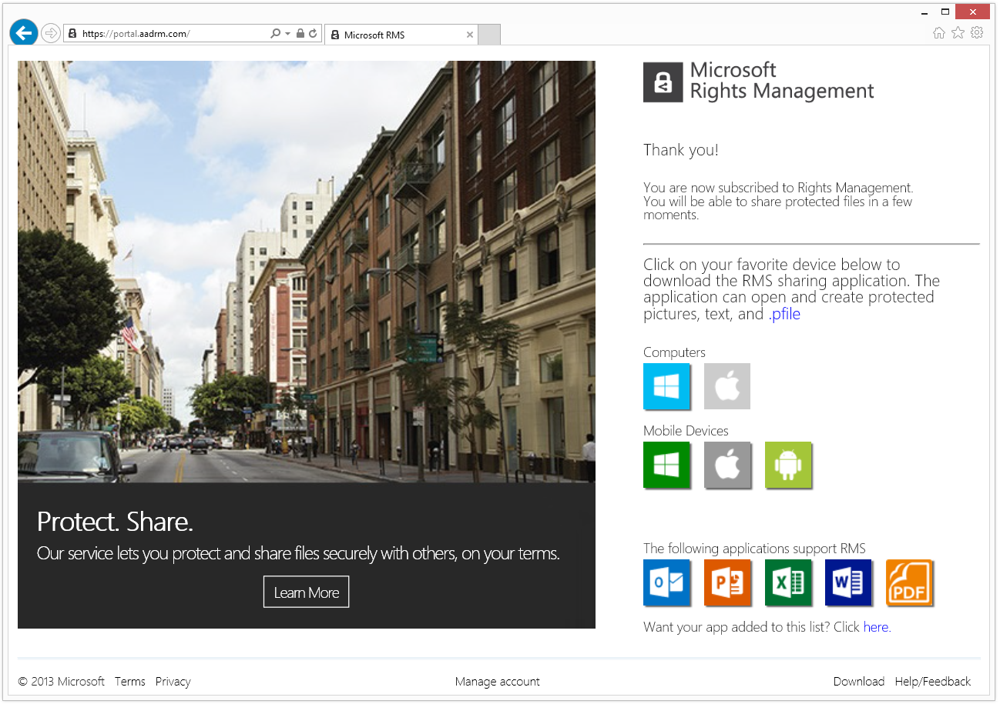 https://portal.aadrm.com/
Microsoft RMS
Microsoft
Rights Management
Thank you!
You are now subscribed to Rights Management.
You will be able to share protected files in a few
moments.
Click on your favorite device below to
download the RMS sharing application. The
application can open and create protected
pictures, text, and .pfile
Computers
Mobile Devices
Protect. Share.
Our service lets you protect and share files securely with others, on your terms.
Learn More
The following applications support RMS
O P X W PDF
Want your app added to this list? Click here.
© 2013 Microsoft Terms Privacy Manage account Download Help/Feedback